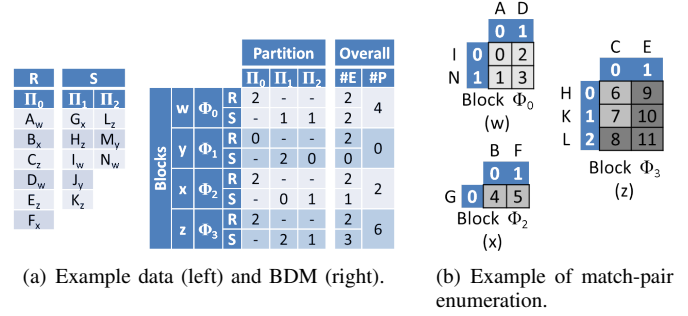 R S
Π0 Π1 Π2
Aw Gx Lz
Bx Hz My
Cz Iw Nw
Dw Jy
Ez Kz
Fx
Partition Overall
Π0 Π1 Π2 #E #P
Blocks
w Φ0 R 2 - - 2 4
S - 1 1 2
y Φ1 R 0 - - 2 0
S - 2 0 0
x Φ2 R 2 - - 2 2
S - 0 1 1
z Φ3 R 2 - - 2 6
S - 2 1 3
(a) Example data (left) and BDM (right).
A D
0 1
I 0 0 2
N 1 1 3
Block Φ0
(w)
B F
0 1
G 0 4 5
Block Φ2
(x)
C E
0 1
H 0 6 9
K 1 7 10
L 2 8 11
Block Φ3
(z)
(b) Example of match-pair
enumeration.